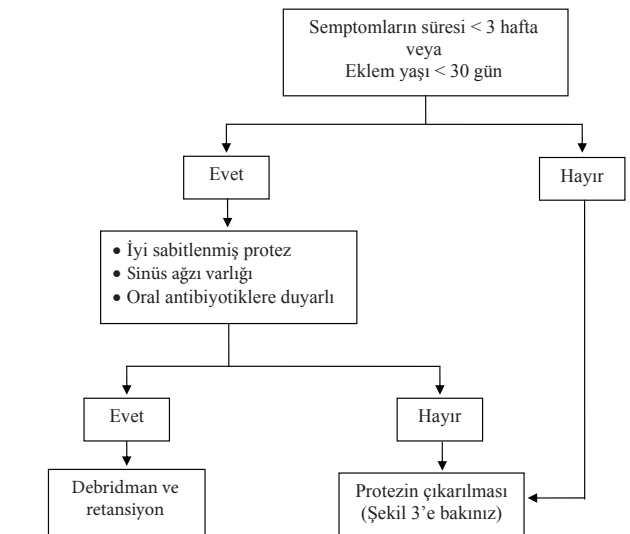 Semptomların süresi < 3 hafta
veya
Eklem yaşı < 30 gün
Evet
Hayır
• İyi sabitlenmiş protez
• Sinüs ağzı varlığı
• Oral antibiyotiklere duyarlı
Evet
Hayır
Debridman ve
retansiyon
Protezin çıkarılması
(Şekil 3’e bakınız)